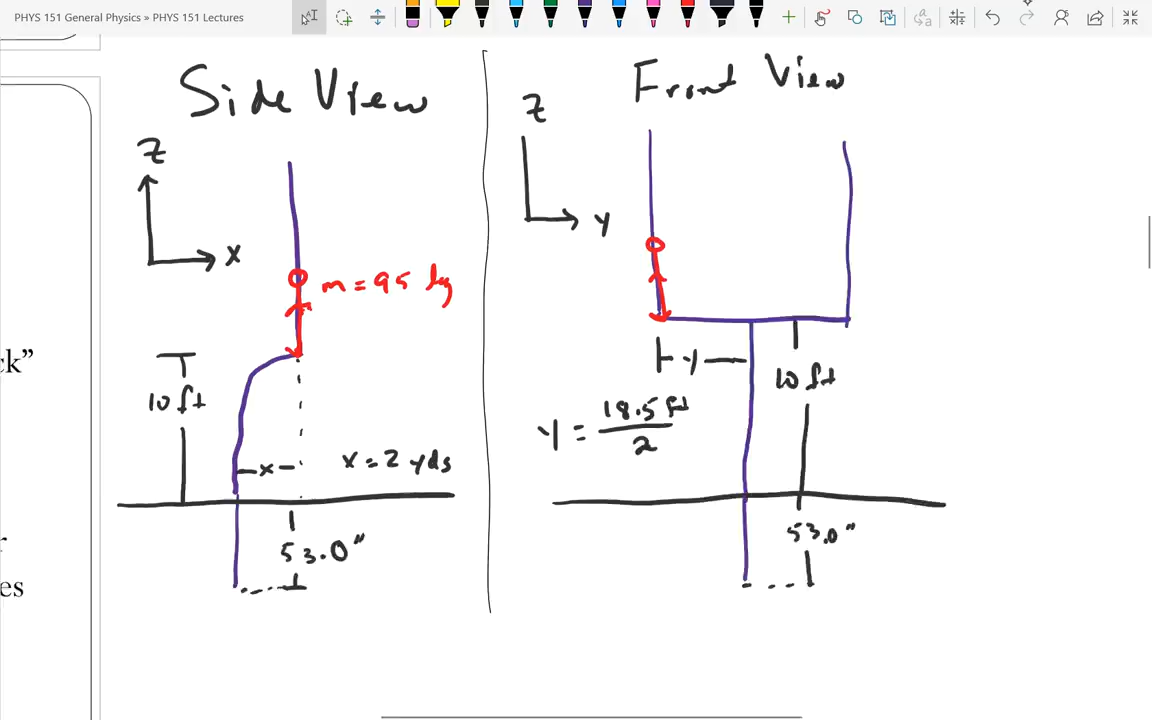 PHYS 151 General Physics » PHYS 151 Lectures
Side View
Z
X
m = 95 kg
10 ft
x
x = 2 yds
53.0"
Front View
Z
Y
y
10 ft
Y = 18.5 ft / 2
53.0"
ck"
r
es